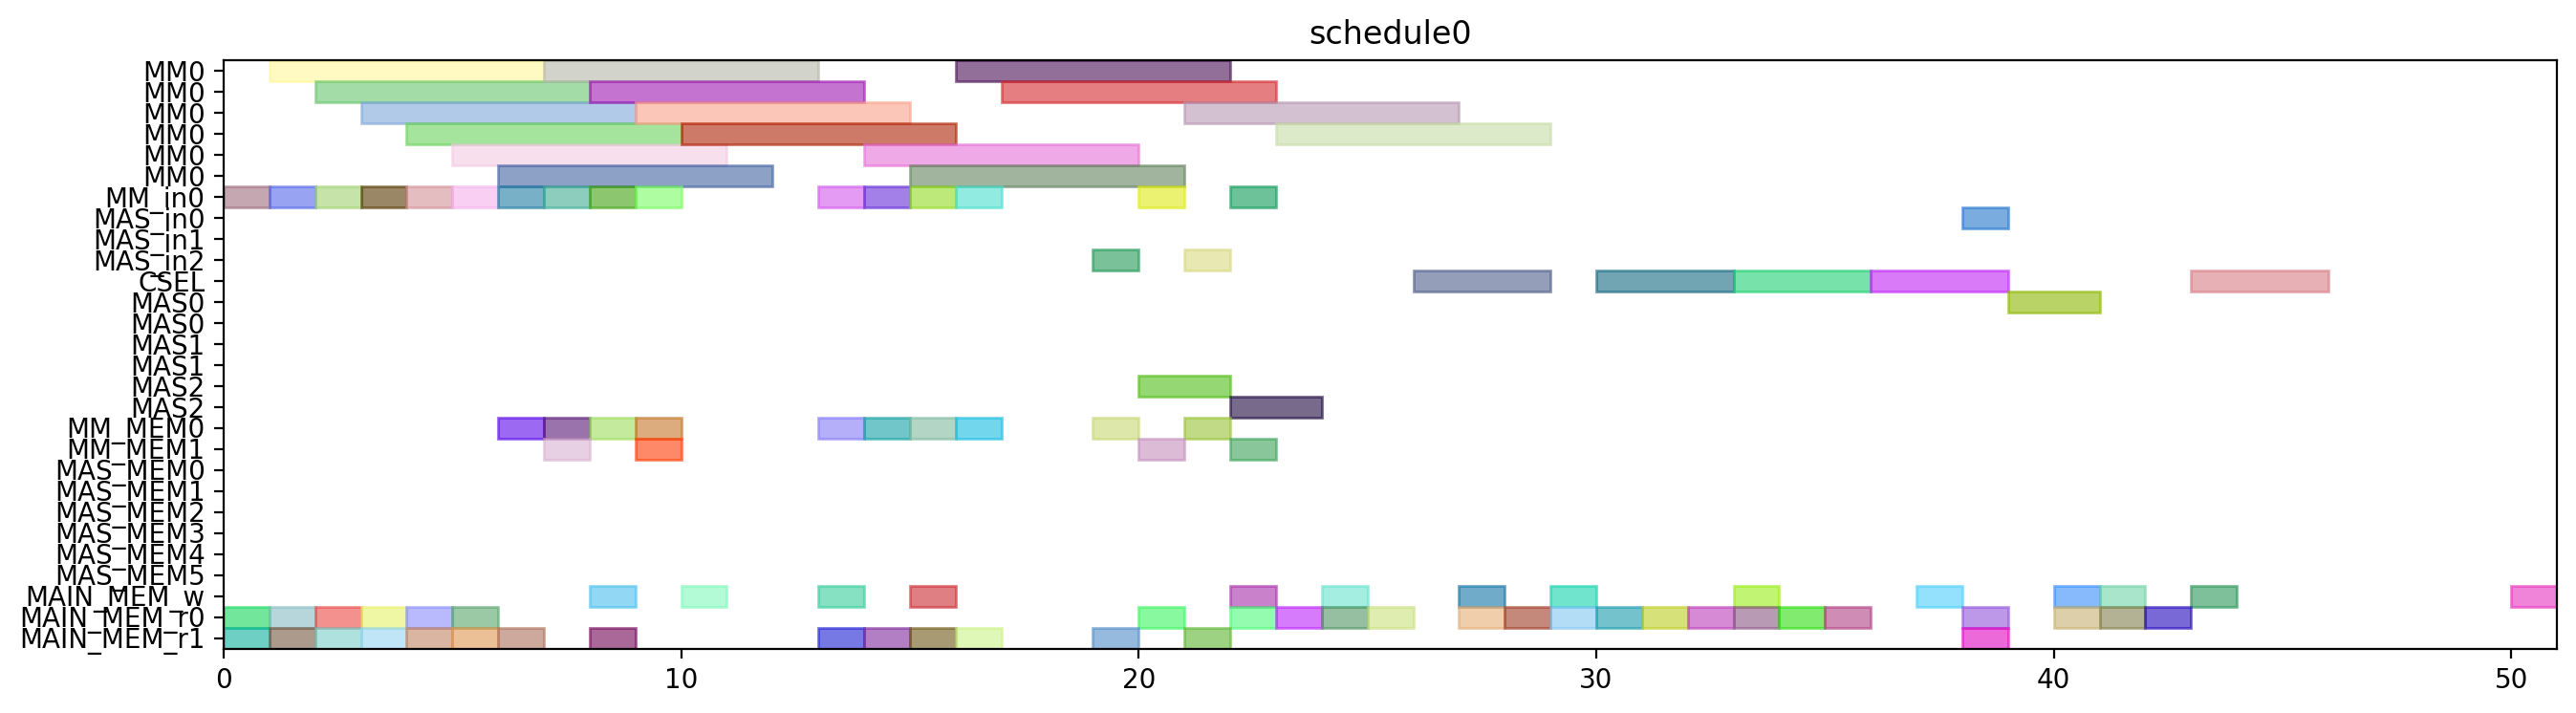 schedule0
MM0
MM0
MM0
MM0
MM0
MM0
MM_in0
MAS_in0
MAS_in1
MAS_in2
CSEL
MAS0
MAS0
MAS1
MAS1
MAS2
MAS2
MM_MEM0
MM_MEM1
MAS_MEM0
MAS_MEM1
MAS_MEM2
MAS_MEM3
MAS_MEM4
MAS_MEM5
MAIN_MEM_w
MAIN_MEM_r0
MAIN_MEM_r1
0 10 20 30 40 50